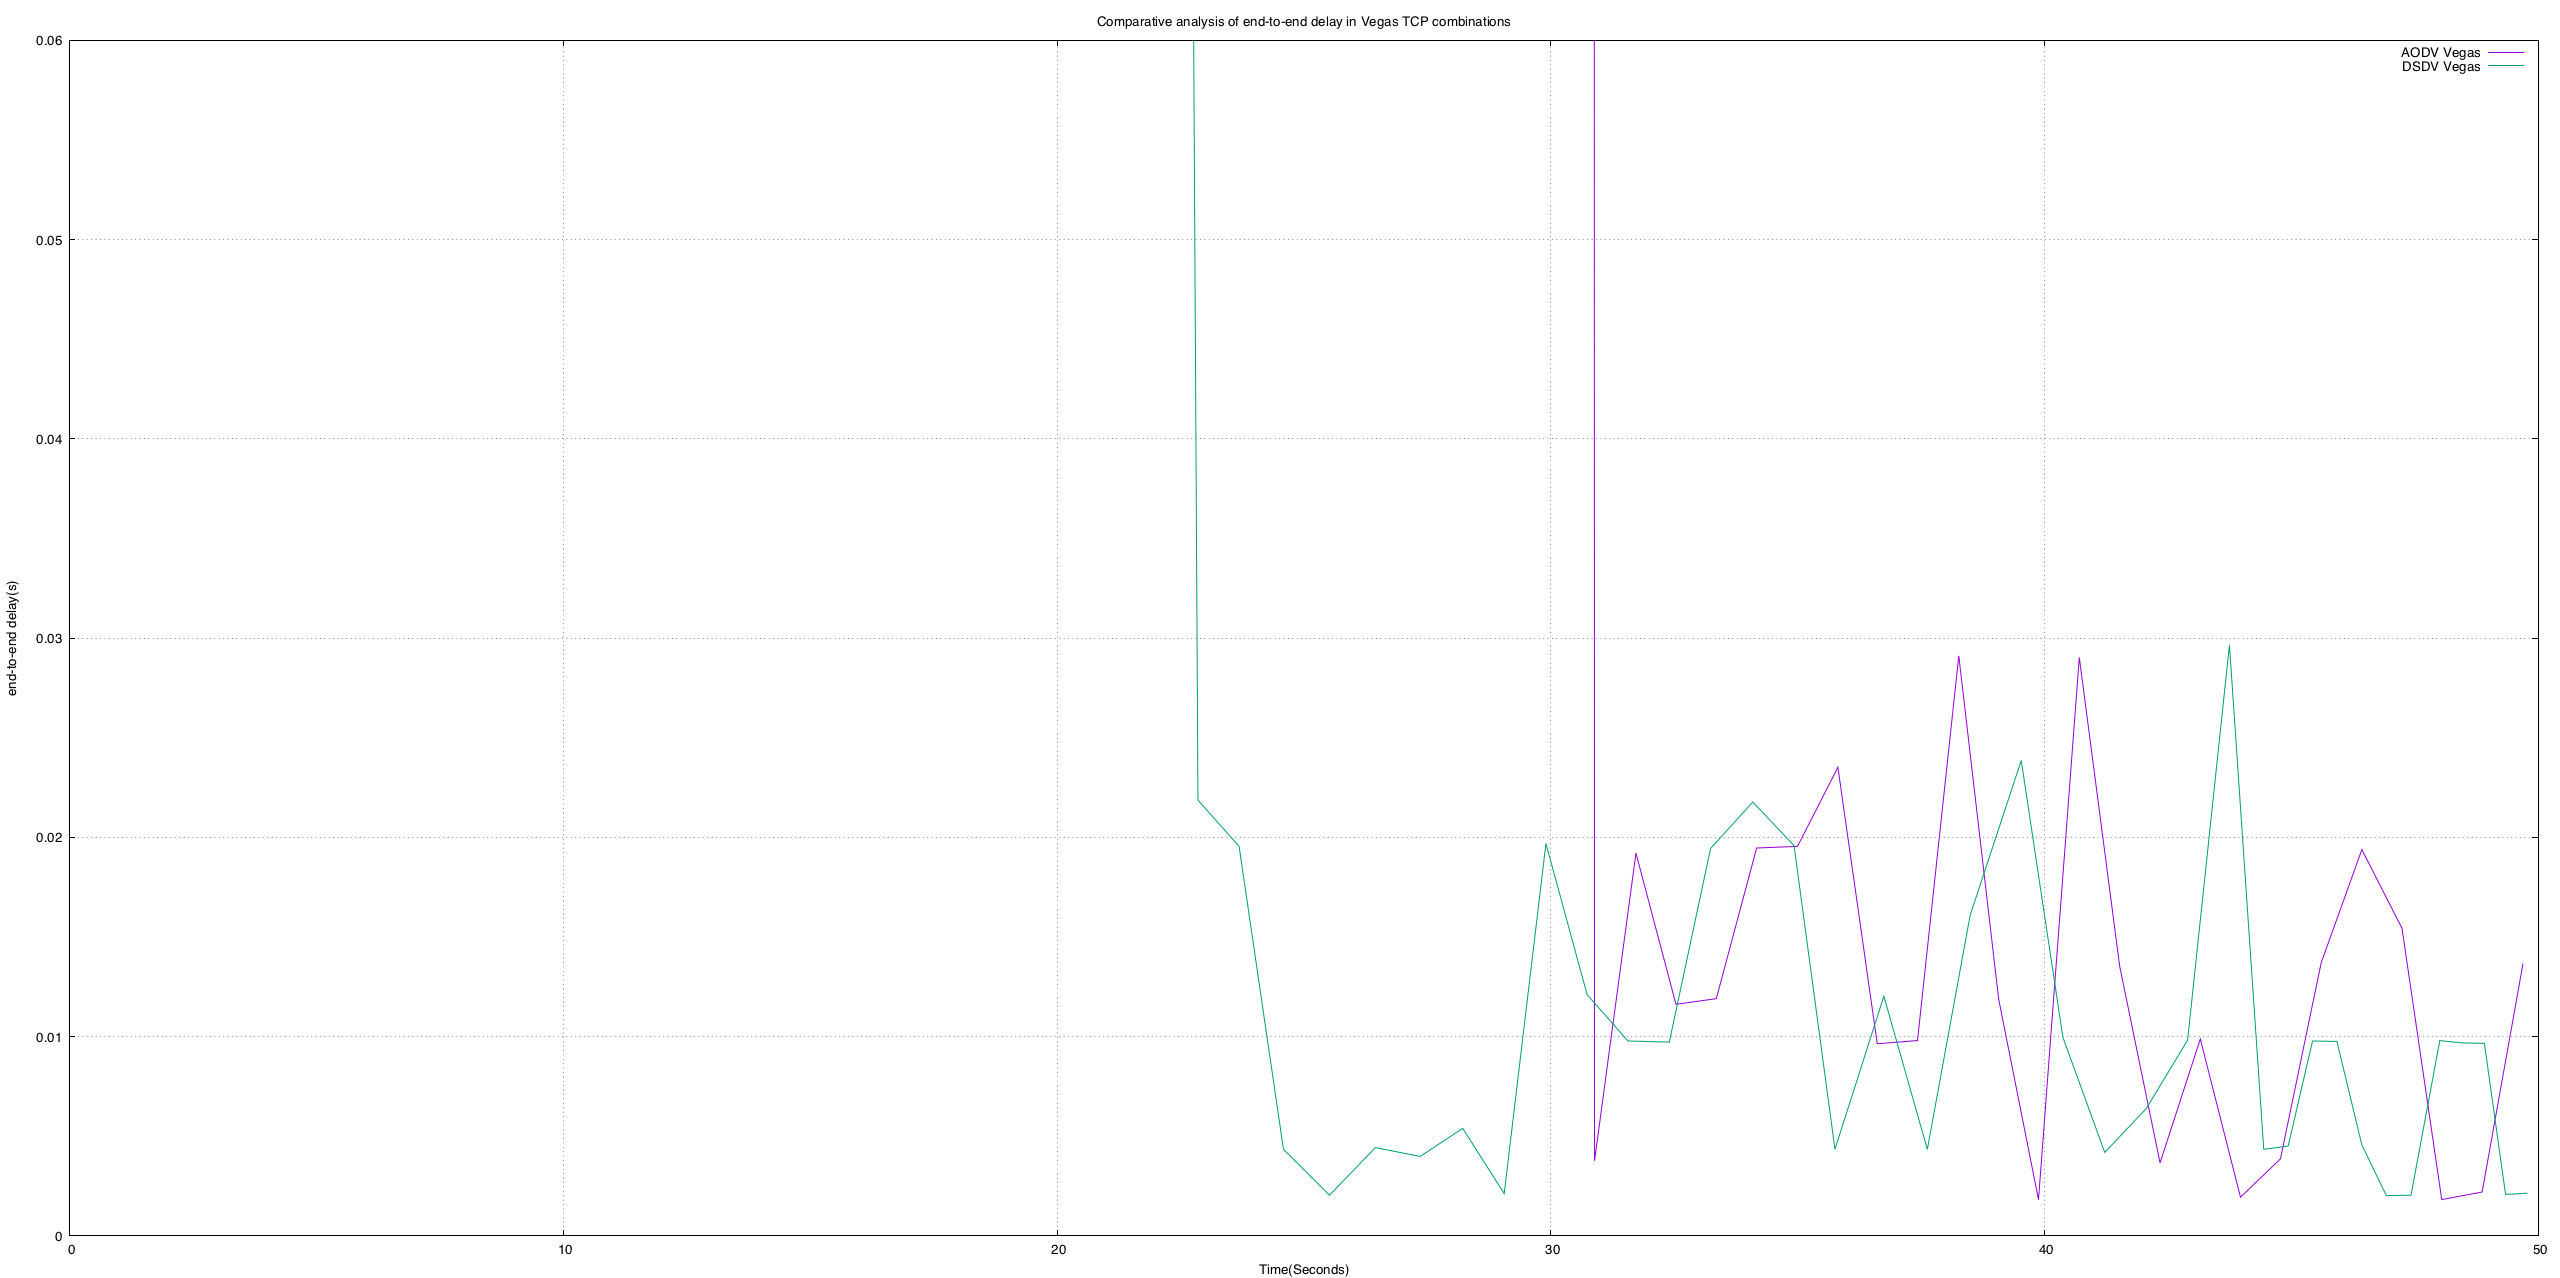 Comparative analysis of end-to-end delay in Vegas TCP combinations
AODV Vegas
DSDV Vegas
0.06
0.05
0.04
0.03
0.02
0.01
0
end-to-end delay(s)
0 10 20 30 40 50
Time(Seconds)